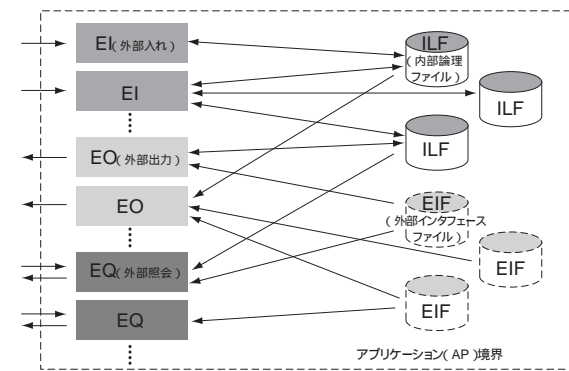 EI(外部入れ)
EI
EO(外部出力)
EO
EQ(外部照会)
EQ
ILF
(内部論理
ファイル)
ILF
ILF
EIF
(外部インタフェース
ファイル)
EIF
EIF
アプリケーション(AP)境界